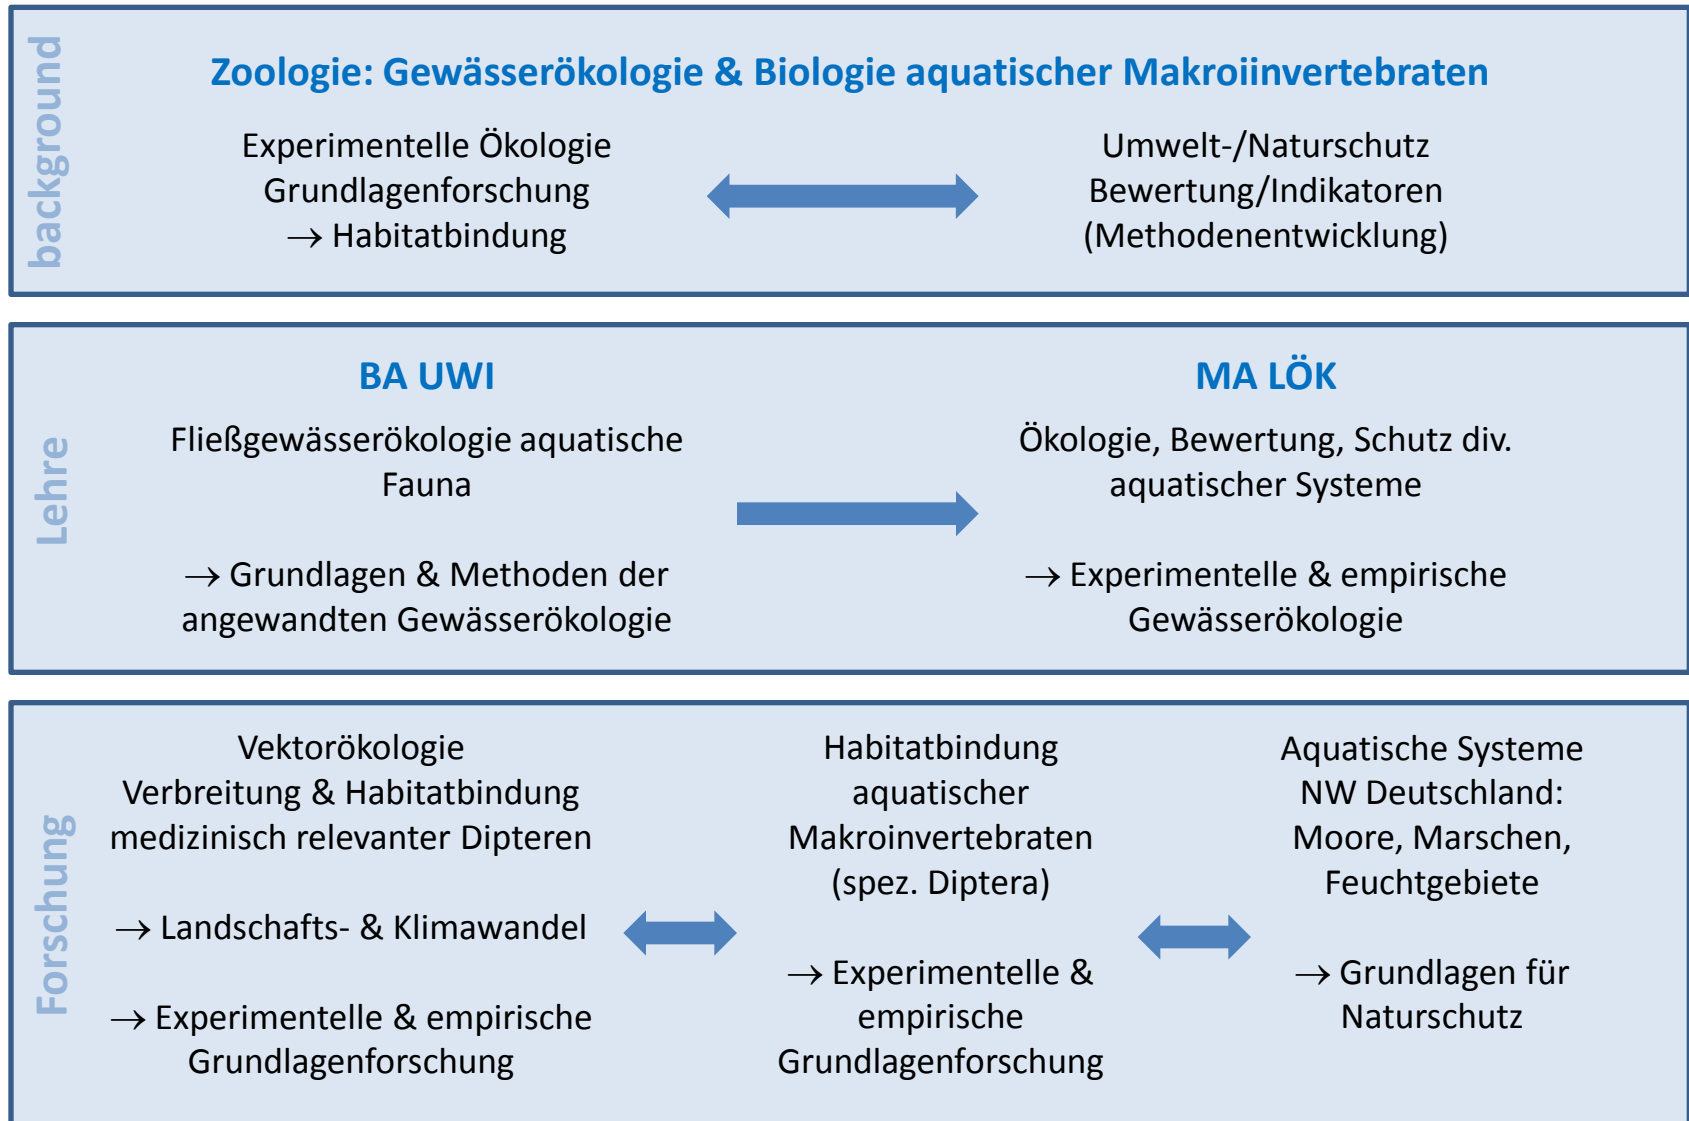 background
Zoologie: Gewässerökologie & Biologie aquatischer Makroiinvertebraten
Experimentelle Ökologie
Grundlagenforschung
→ Habitatbindung
Umwelt-/Naturschutz
Bewertung/Indikatoren
(Methodenentwicklung)
Lehre
BA UWI
Fließgewässerökologie aquatische
Fauna
→ Grundlagen & Methoden der
angewandten Gewässerökologie
MA LÖK
Ökologie, Bewertung, Schutz div.
aquatischer Systeme
→ Experimentelle & empirische
Gewässerökologie
Forschung
Vektorökologie
Verbreitung & Habitatbindung
medizinisch relevanter Dipteren
→ Landschafts- & Klimawandel
→ Experimentelle & empirische
Grundlagenforschung
Habitatbindung
aquatischer
Makroinvertebraten
(spez. Diptera)
→ Experimentelle &
empirische
Grundlagenforschung
Aquatische Systeme
NW Deutschland:
Moore, Marschen,
Feuchtgebiete
→ Grundlagen für
Naturschutz